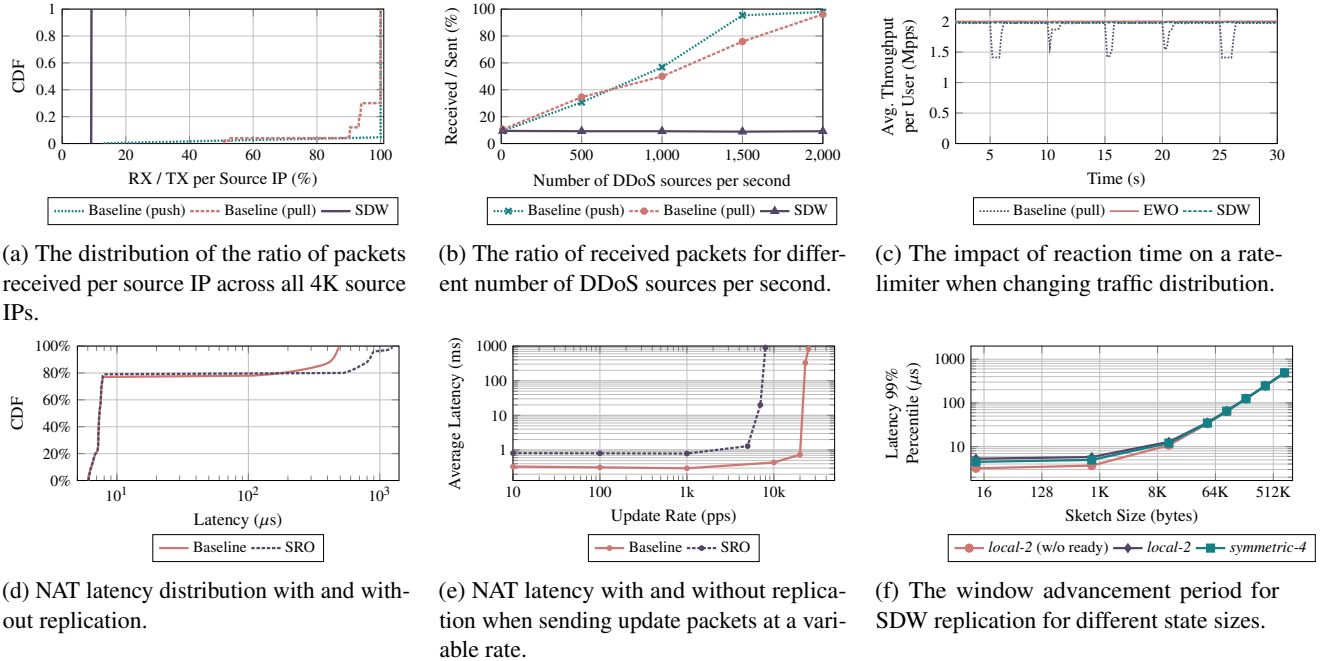 1
0.8
0.6
0.4
0.2
0
CDF
0 20 40 60 80 100
RX / TX per Source IP (%)
Baseline (push) Baseline (pull) SDW
(a) The distribution of the ratio of packets
received per source IP across all 4K source
IPs.
100
80
60
40
20
0
Received / Sent (%)
0 500 1,000 1,500 2,000
Number of DDoS sources per second
Baseline (push) Baseline (pull) SDW
(b) The ratio of received packets for differ-
ent number of DDoS sources per second.
2
1.5
1
0.5
0
Avg. Throughput
per User (Mpps)
5 10 15 20 25 30
Time (s)
Baseline (pull) EWO SDW
(c) The impact of reaction time on a rate-
limiter when changing traffic distribution.
100%
80%
60%
40%
20%
0%
CDF
10¹ 10² 10³
Latency (μs)
Baseline SRO
(d) NAT latency distribution with and with-
out replication.
1000
100
10
1
Average Latency (ms)
10 100 1k 10k
Update Rate (pps)
Baseline SRO
(e) NAT latency with and without replica-
tion when sending update packets at a vari-
able rate.
1000
100
10
Latency 99%
Percentile (μs)
16 128 1K 8K 64K 512K
Sketch Size (bytes)
local-2 (w/o ready) local-2 symmetric-4
(f) The window advancement period for
SDW replication for different state sizes.